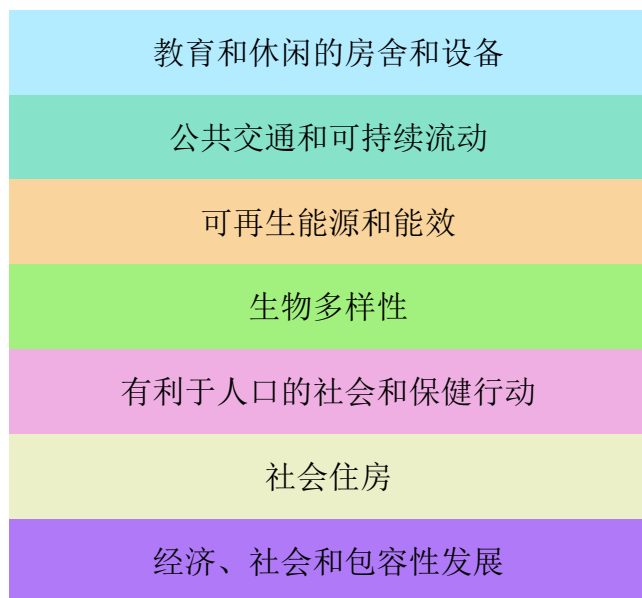 教育和休闲的房舍和设备
公共交通和可持续流动
可再生能源和能效
生物多样性
有利于人口的社会和保健行动
社会住房
经济、社会和包容性发展